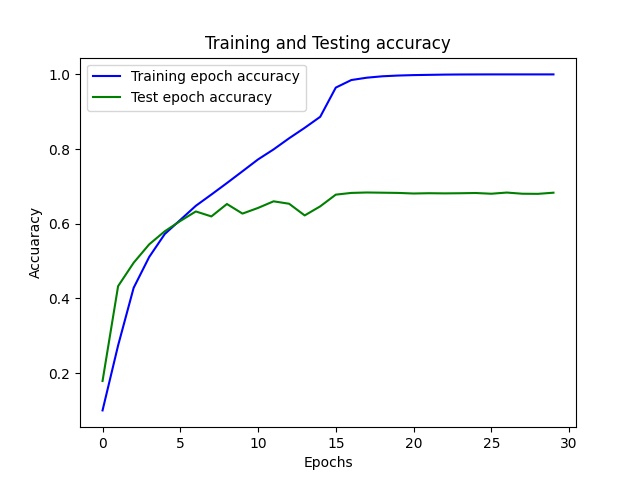 Training and Testing accuracy
Training epoch accuracy
Test epoch accuracy
1.0
0.8
0.6
0.4
0.2
Accuaracy
0 5 10 15 20 25 30
Epochs